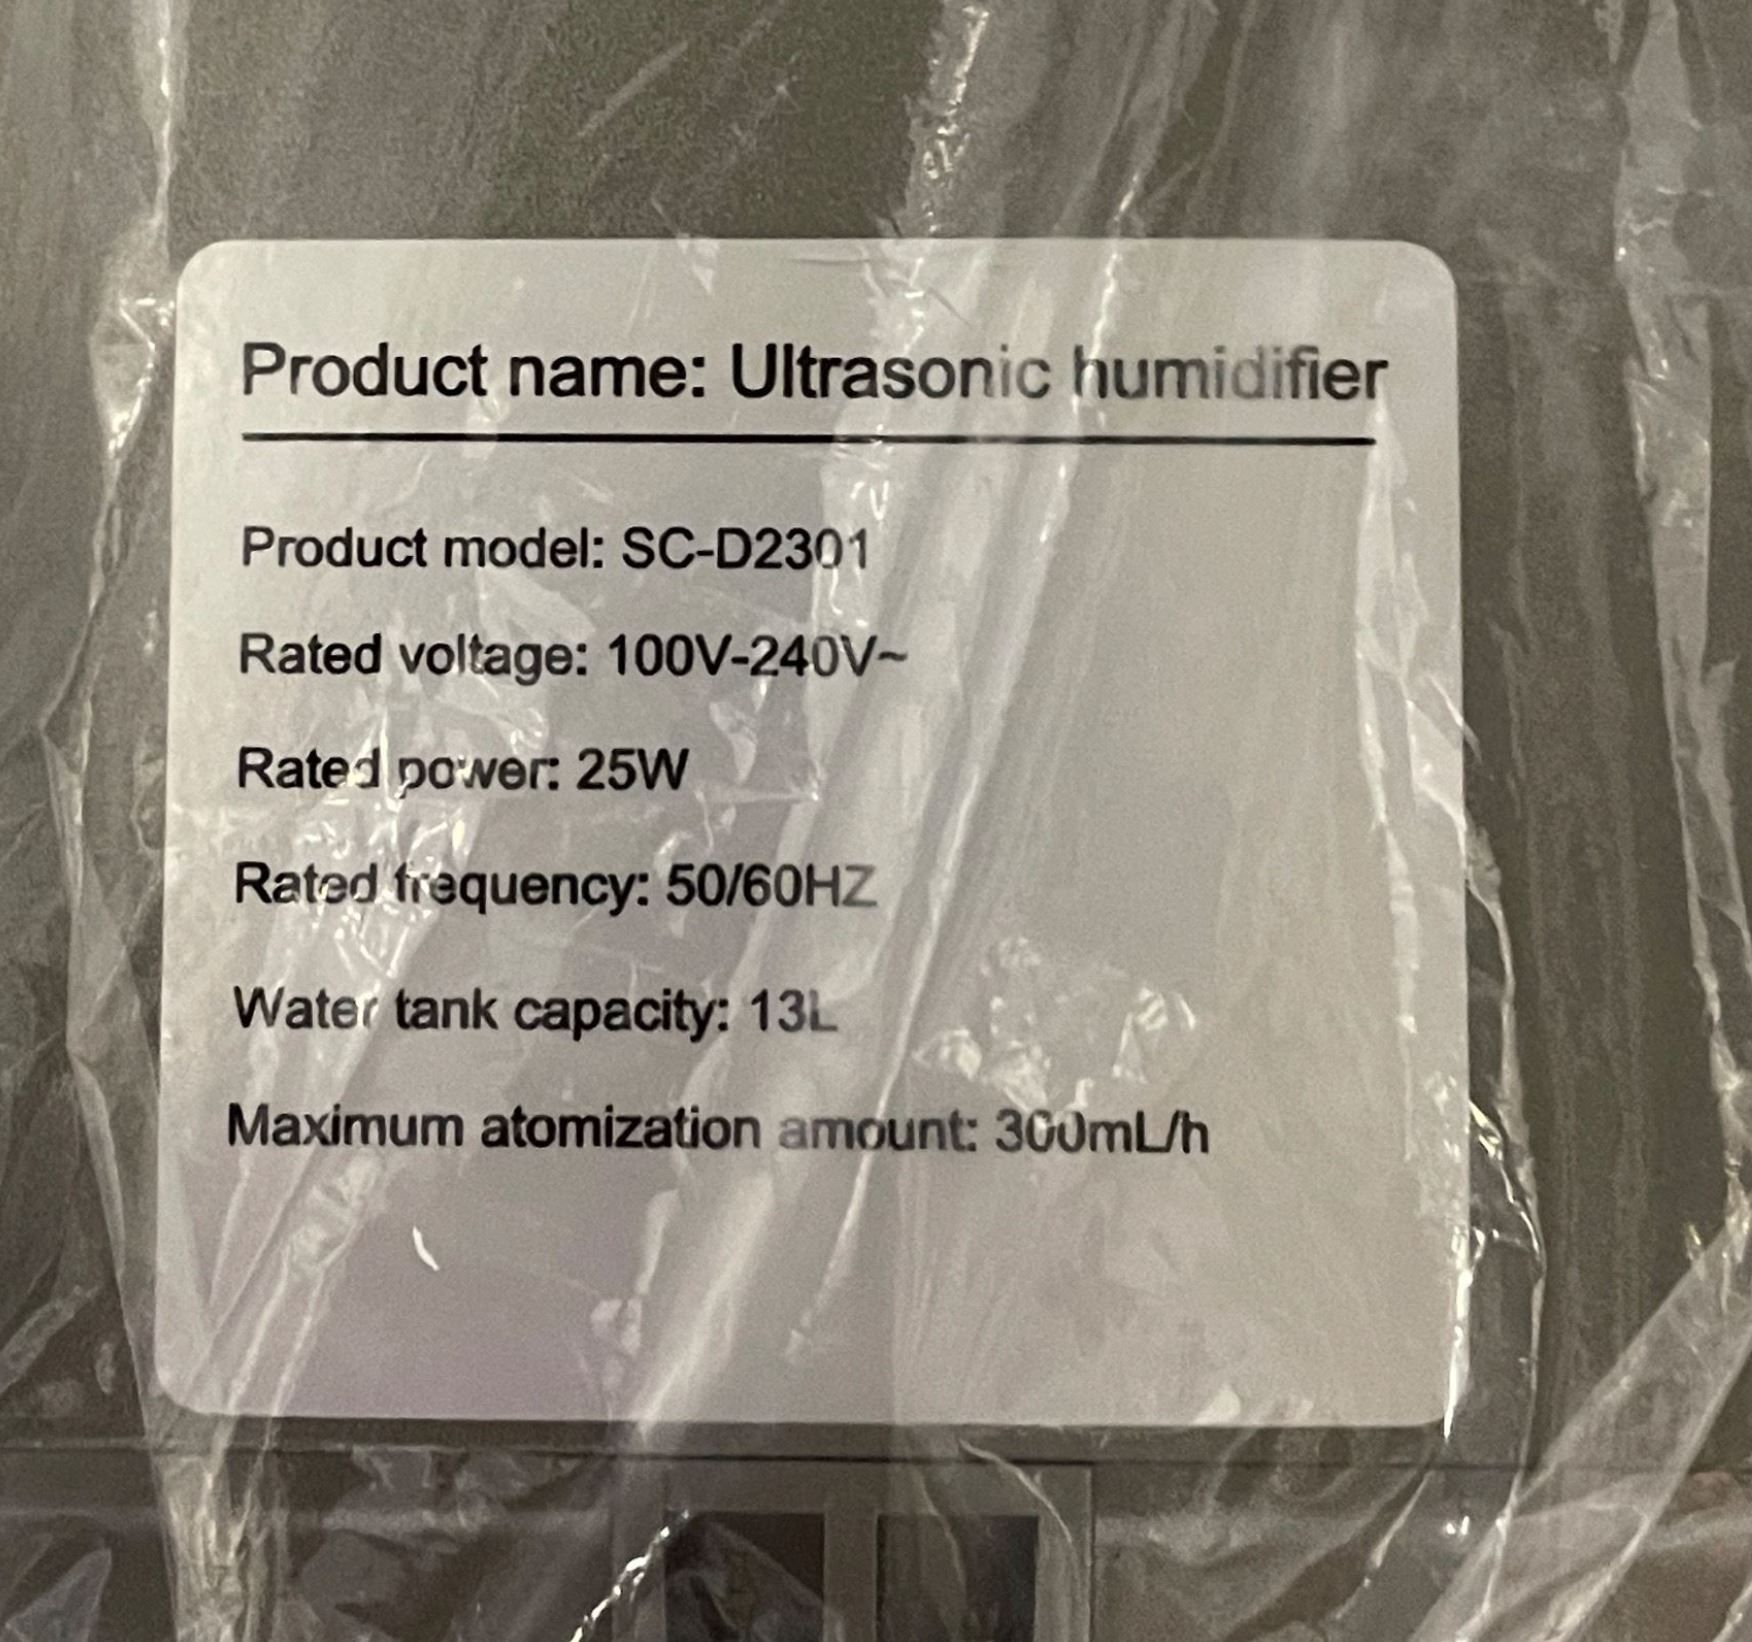 Product name: Ultrasonic humidifier
Product model: SC-D2301
Rated voltage: 100V-240V~
Rated power: 25W
Rated frequency: 50/60HZ
Water tank capacity: 13L
Maximum atomization amount: 300mL/h